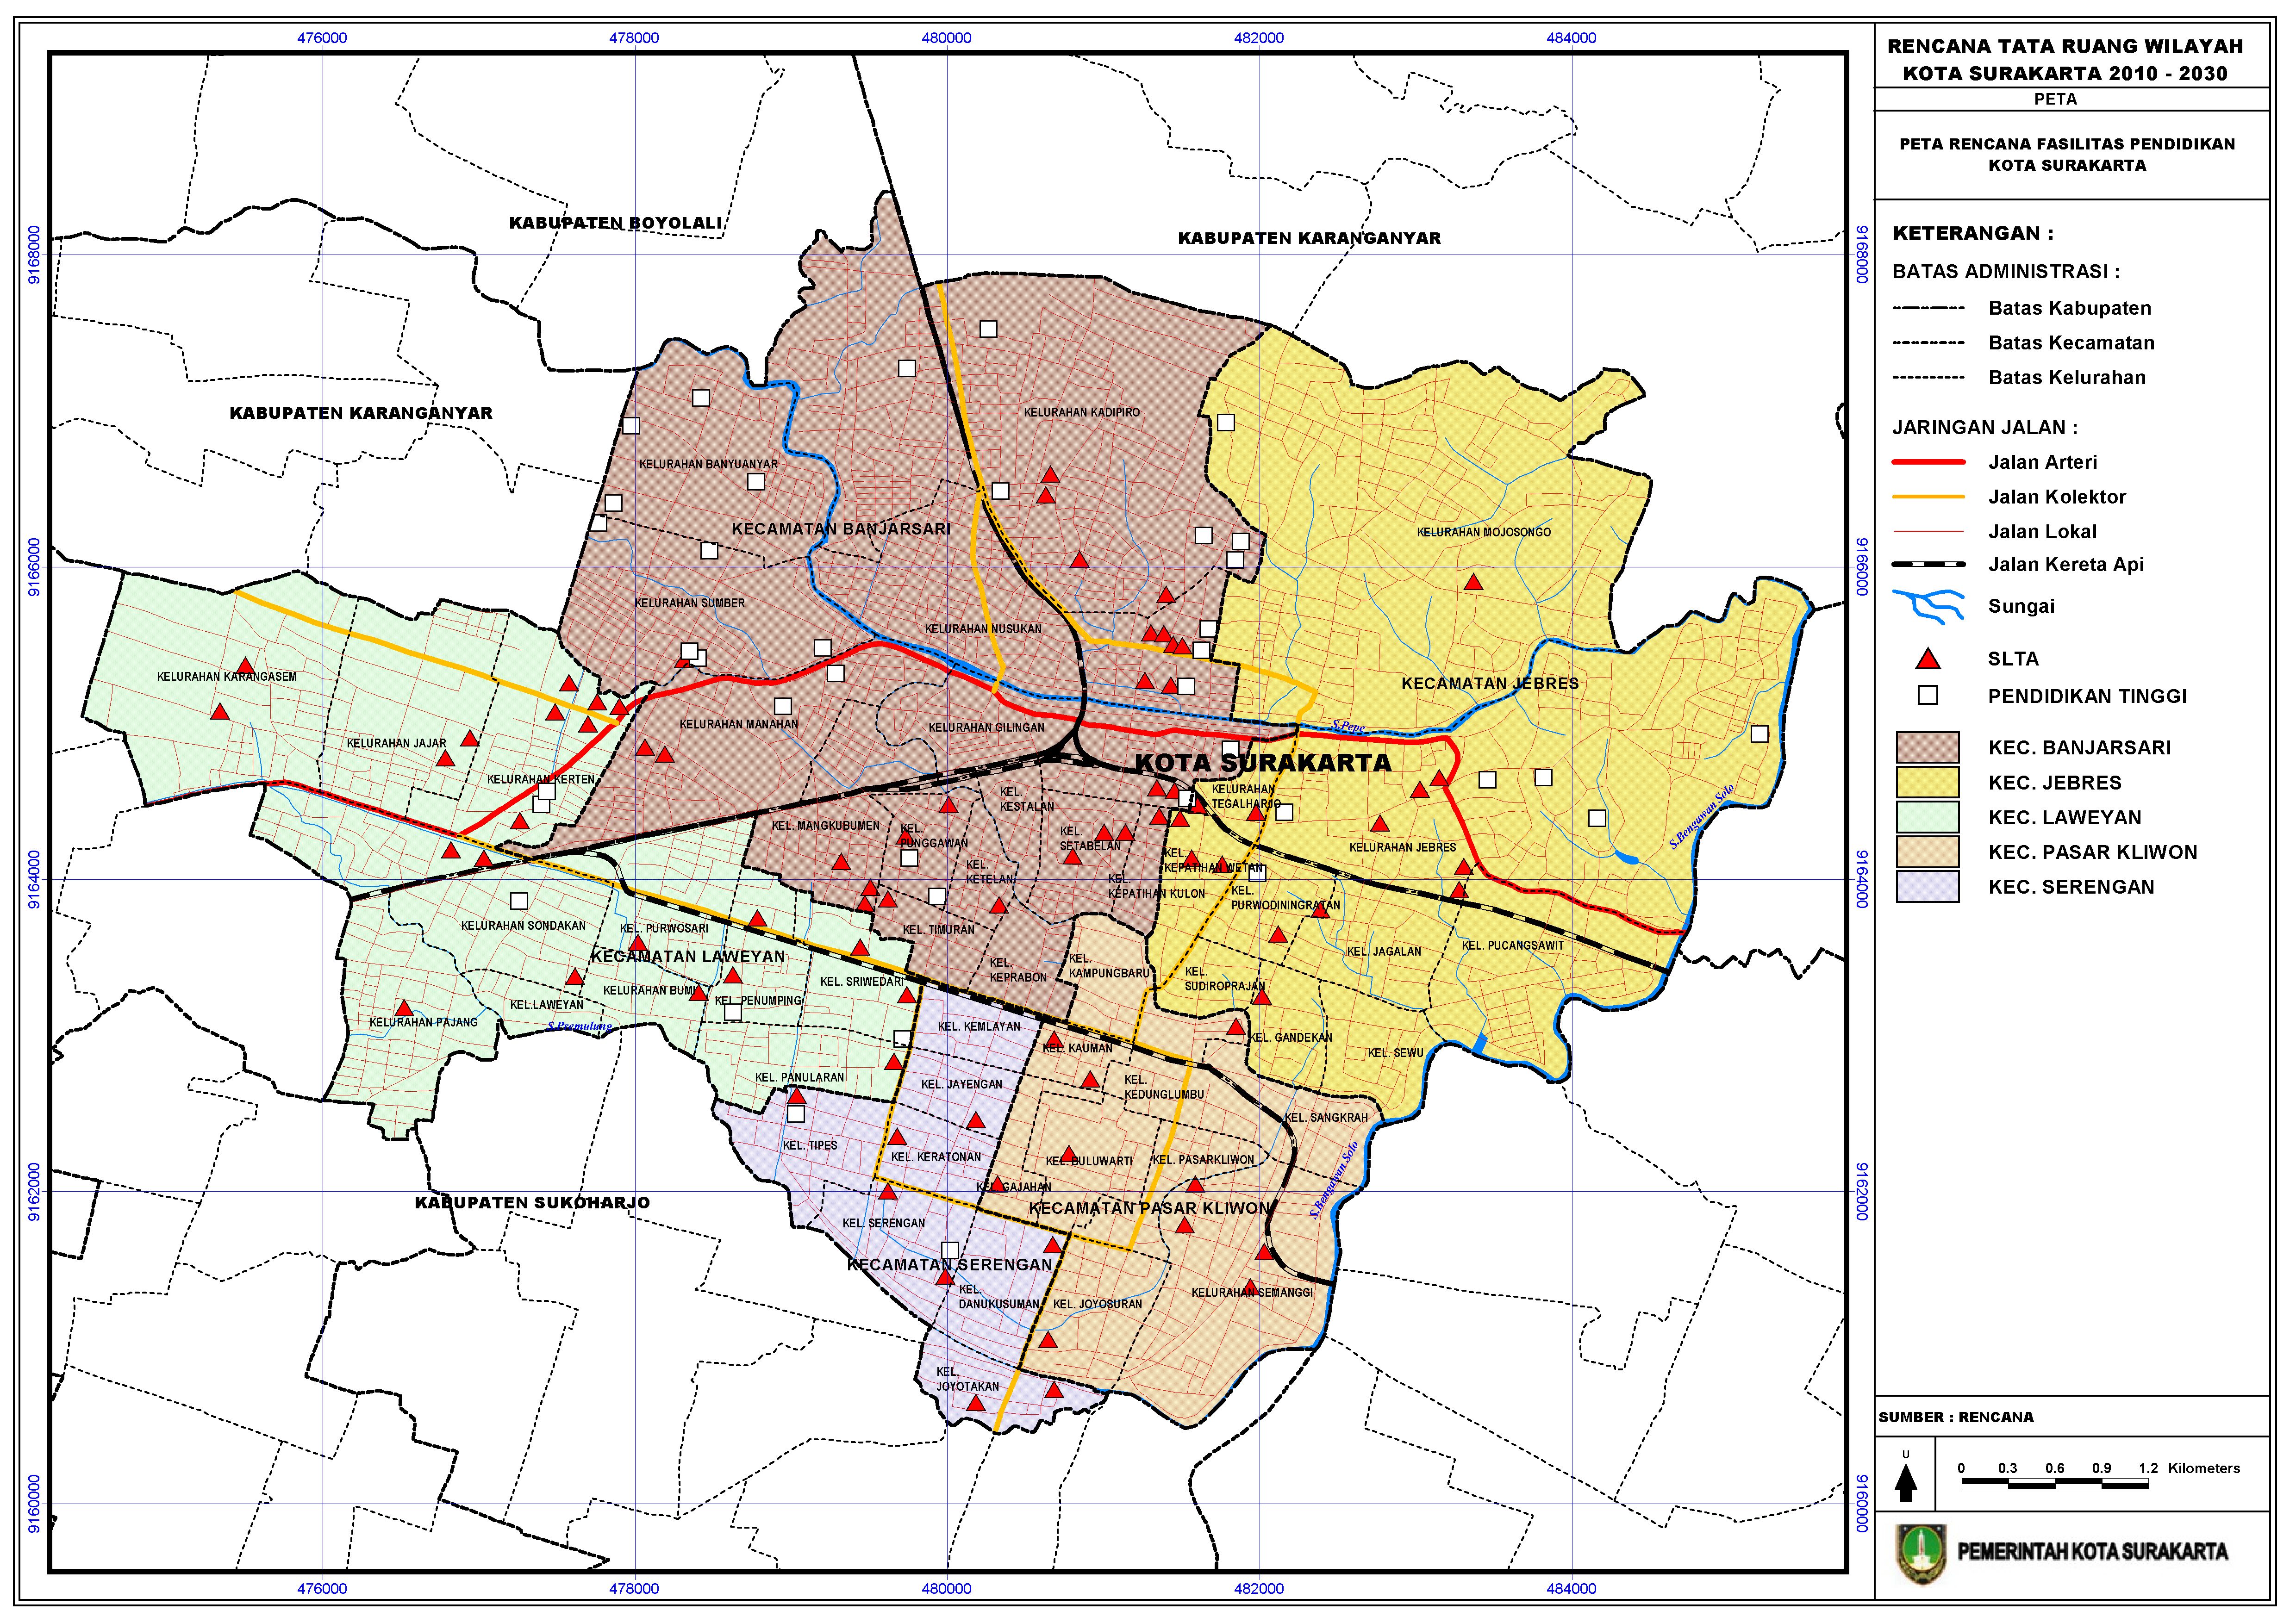 476000
478000
480000
482000
484000
9168000
9166000
9164000
9162000
9160000
9168000
9166000
9164000
9162000
9160000
476000
478000
480000
482000
484000
KABUPATEN BOYOLALI
KABUPATEN KARANGANYAR
KABUPATEN KARANGANYAR
KELURAHAN KADIPIRO
KELURAHAN BANYUANYAR
KECAMATAN BANJARSARI
KELURAHAN MOJOSONGO
KELURAHAN SUMBER
KELURAHAN NUSUKAN
KELURAHAN KARANGASEM
KECAMATAN JEBRES
KELURAHAN MANAHAN
KELURAHAN GILINGAN
S.Pepe
KELURAHAN JAJAR
KOTA SURAKARTA
KELURAHAN KERTEN
KEL.
KESTALAN
KELURAHAN
TEGALHARJO
S.Bengawan Solo
KEL. MANGKUBUMEN
KEL.
PUNGGAWAN
KEL.
SETABELAN
KELURAHAN JEBRES
KEL.
KEPATIHAN WETAN
KEL.
KETELAN
KEL.
KEPATIHAN KULON
KEL.
PURWODININGRATAN
KELURAHAN SONDAKAN
KEL. PURWOSARI
KEL. TIMURAN
KEL. PUCANGSAWIT
KEL. JAGALAN
KECAMATAN LAWEYAN
KEL.
KEPRABON
KEL.
KAMPUNGBARU
KEL.
SUDIROPRAJAN
KEL. SRIWEDARI
KELURAHAN BUMI
KEL. PENUMPING
KEL.LAWEYAN
KELURAHAN PAJANG
S.Premulung
KEL. KEMLAYAN
KEL. KAUMAN
KEL. GANDEKAN
KEL. SEWU
KEL. PANULARAN
KEL. JAYENGAN
KEL.
KEDUNGLUMBU
KEL. SANGKRAH
KEL. TIPES
KEL. KERATONAN
KEL. BULUWARTI
KEL. PASARKLIWON
S.Bengawan Solo
KEL. GAJAHAN
KABUPATEN SUKOHARJO
KECAMATAN PASAR KLIWON
KEL. SERENGAN
KECAMATAN SERENGAN
KEL.
DANUKUSUMAN
KEL. JOYOSURAN
KELURAHAN SEMANGGI
KEL.
JOYOTAKAN
RENCANA TATA RUANG WILAYAH
KOTA SURAKARTA 2010 - 2030
PETA
PETA RENCANA FASILITAS PENDIDIKAN
KOTA SURAKARTA
KETERANGAN :
BATAS ADMINISTRASI :
Batas Kabupaten
Batas Kecamatan
Batas Kelurahan
JARINGAN JALAN :
Jalan Arteri
Jalan Kolektor
Jalan Lokal
Jalan Kereta Api
Sungai
SLTA
PENDIDIKAN TINGGI
KEC. BANJARSARI
KEC. JEBRES
KEC. LAWEYAN
KEC. PASAR KLIWON
KEC. SERENGAN
SUMBER : RENCANA
U
0 0.3 0.6 0.9 1.2 Kilometers
PEMERINTAH KOTA SURAKARTA